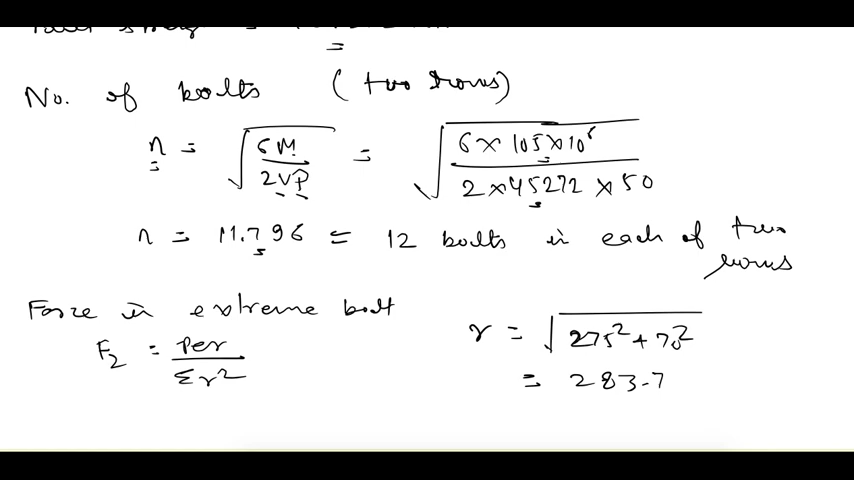 No. of bolts (two rows)
n = √(6M / 2VP) = √(6 × 105 × 10⁶ / 2 × 45272 × 50)
n = 11.796 = 12 bolts in each of two rows
Force in extreme bolt
F₂ = Per / Σr²
r = √(275² + 70²)
= 283.7